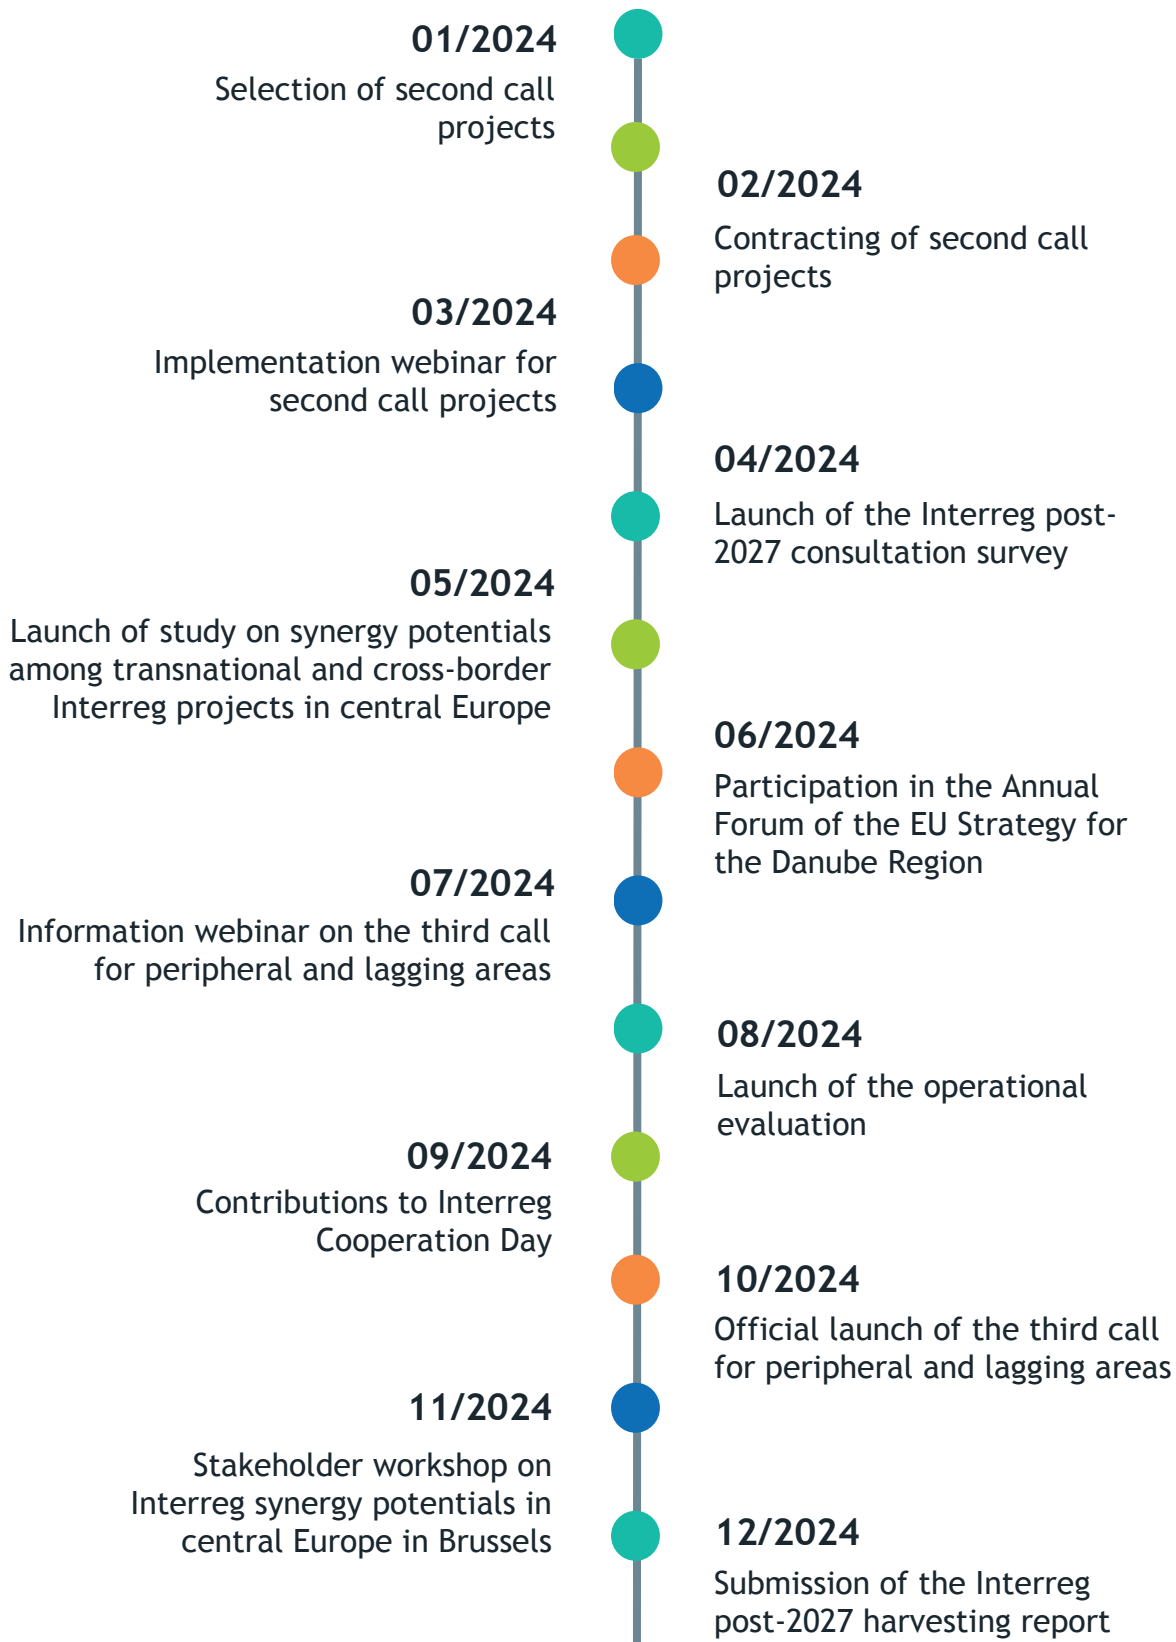 01/2024
Selection of second call
projects
02/2024
Contracting of second call
projects
03/2024
Implementation webinar for
second call projects
04/2024
Launch of the Interreg post-
2027 consultation survey
05/2024
Launch of study on synergy potentials
among transnational and cross-border
Interreg projects in central Europe
06/2024
Participation in the Annual
Forum of the EU Strategy for
the Danube Region
07/2024
Information webinar on the third call
for peripheral and lagging areas
08/2024
Launch of the operational
evaluation
09/2024
Contributions to Interreg
Cooperation Day
10/2024
Official launch of the third call
for peripheral and lagging areas
11/2024
Stakeholder workshop on
Interreg synergy potentials in
central Europe in Brussels
12/2024
Submission of the Interreg
post-2027 harvesting report